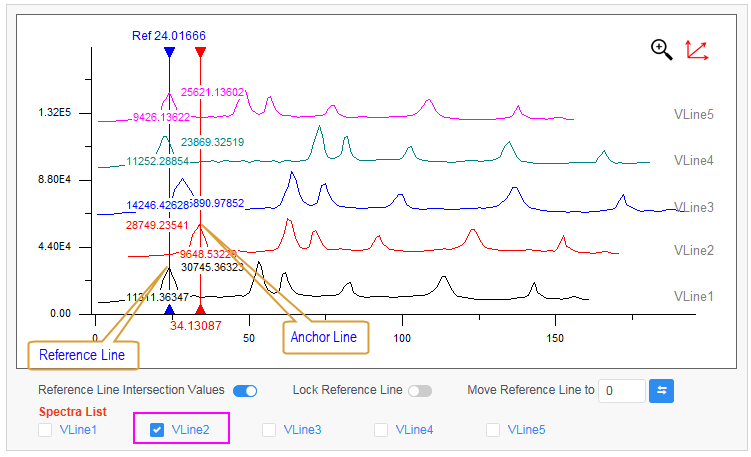 Ref 24.01666
25621.13602
1.32E5
9426.13622
VLine5
23869.32519
11252.28854
VLine4
8.80E4
14246.42628
5890.97852
VLine3
28749.23541
4.40E4
9648.53228
VLine2
30745.36323
11311.36347
VLine1
0.00
34.13087
0
50
100
150
Anchor Line
Reference Line
Reference Line Intersection Values
Lock Reference Line
Move Reference Line to
0
Spectra List
VLine1
VLine2
VLine3
VLine4
VLine5